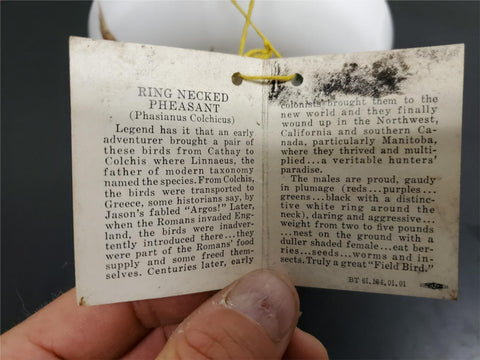 RING NECKED
PHEASANT
(Phasianus Colchicus)
Legend has it that an early
adventurer brought a pair of
these birds from Cathay to
Colchis where Linnaeus, the
father of modern taxonomy
named the species. From Colchis,
the birds were transported to
Greece, some historians say, by
Jason's fabled "Argos!" Later,
when the Romans invaded Eng-
land, the birds were inadver-
tently introduced there...they
were part of the Romans' food
supply and some freed them-
selves. Centuries later, early
colonists brought them to the
new world and they finally
wound up in the Northwest,
California and southern Ca-
nada, particularly Manitoba,
where they thrived and multi-
plied...a veritable hunters'
paradise.
The males are proud, gaudy
in plumage (reds...purples...
greens...black with a distinc-
tive white ring around the
neck), daring and aggressive...
weight from two to five pounds
...nest on the ground with a
duller shaded female...eat ber-
ries...seeds...worms and in-
sects. Truly a great "Field Bird."
BT 61.